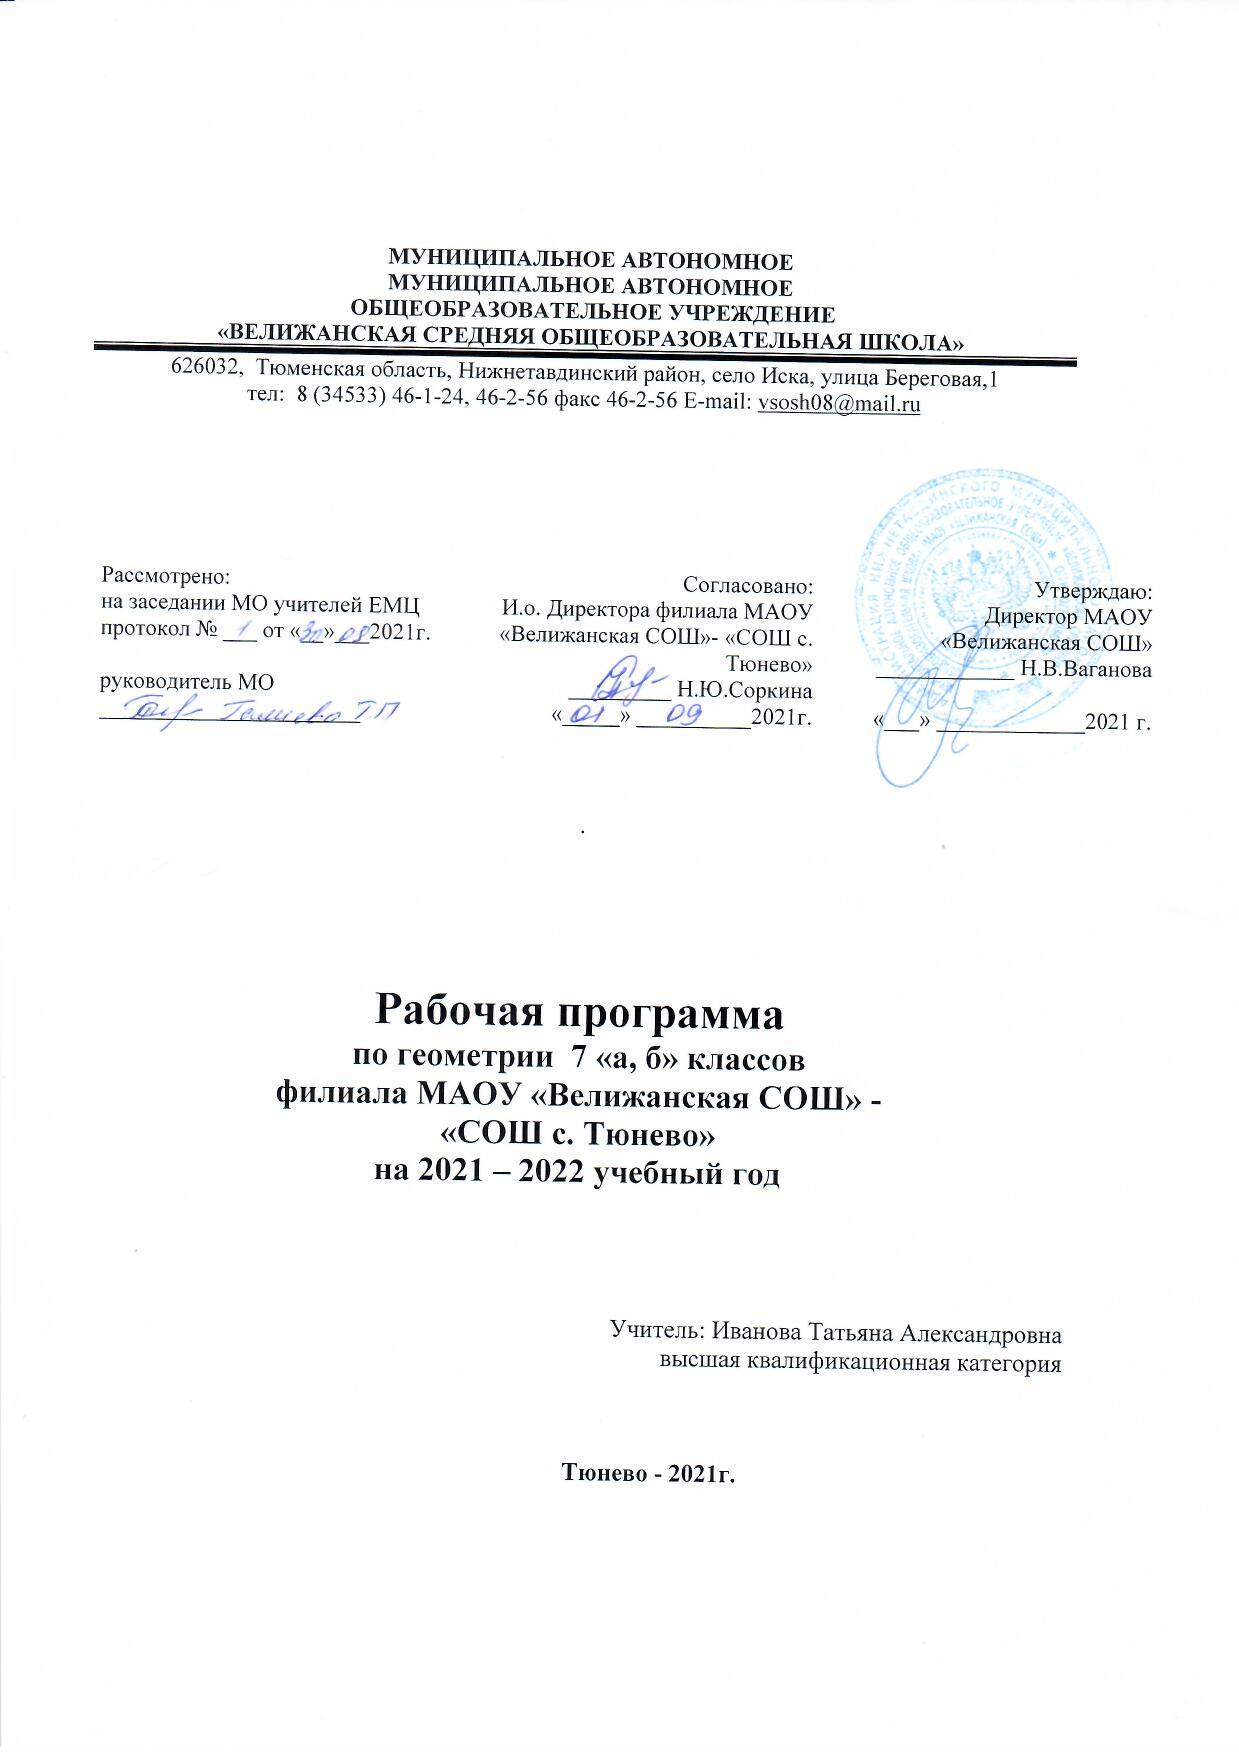 МУНИЦИПАЛЬНОЕ АВТОНОМНОЕ
МУНИЦИПАЛЬНОЕ АВТОНОМНОЕ
ОБЩЕОБРАЗОВАТЕЛЬНОЕ УЧРЕЖДЕНИЕ
«ВЕЛИЖАНСКАЯ СРЕДНЯЯ ОБЩЕОБРАЗОВАТЕЛЬНАЯ ШКОЛА»
626032, Тюменская область, Нижнетавдинский район, село Иска, улица Береговая,1
тел: 8 (34533) 46-1-24, 46-2-56 факс 46-2-56 E-mail: vsosh08@mail.ru
Рассмотрено:
на заседании МО учителей ЕМЦ
протокол № 1 от «30» 08 2021г.
руководитель МО
Т.П
Согласовано:
И.о. Директора филиала МАОУ
«Велижанская СОШ»- «СОШ с.
Тюнево»
_________ Н.Ю.Соркина
«01» 09 2021г.
Утверждаю:
Директор МАОУ
«Велижанская СОШ»
____________ Н.В.Ваганова
«___» _____________2021 г.
Рабочая программа
по геометрии 7 «а, б» классов
филиала МАОУ «Велижанская СОШ» -
«СОШ с. Тюнево»
на 2021 – 2022 учебный год
Учитель: Иванова Татьяна Александровна
высшая квалификационная категория
Тюнево - 2021г.